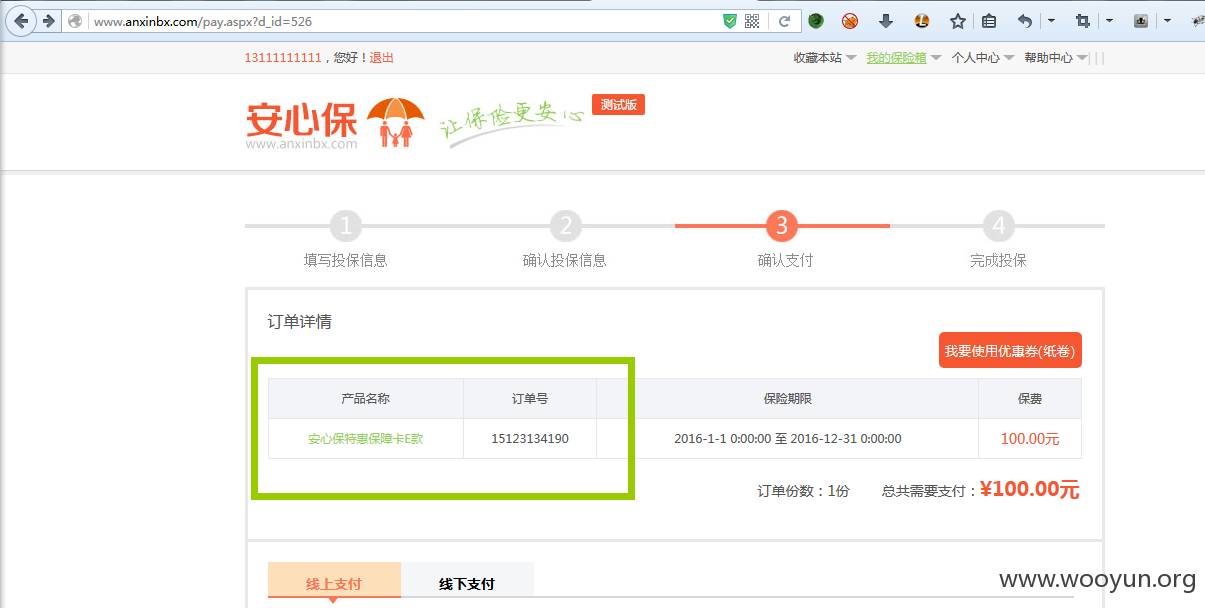 www.anxinbx.com/pay.aspx?d_id=526
13111111111，您好！退出
收藏本站 我的保险箱 个人中心 帮助中心
安心保
www.anxinbx.com
让保险更安心
测试版
1 2 3 4
填写投保信息 确认投保信息 确认支付 完成投保
订单详情
我要使用优惠券(纸卷)
产品名称 订单号 保险期限 保费
安心保特惠保障卡E款 15123134190 2016-1-1 0:00:00 至 2016-12-31 0:00:00 100.00元
订单份数：1份 总共需要支付：¥100.00元
线上支付 线下支付
www.wooyun.org